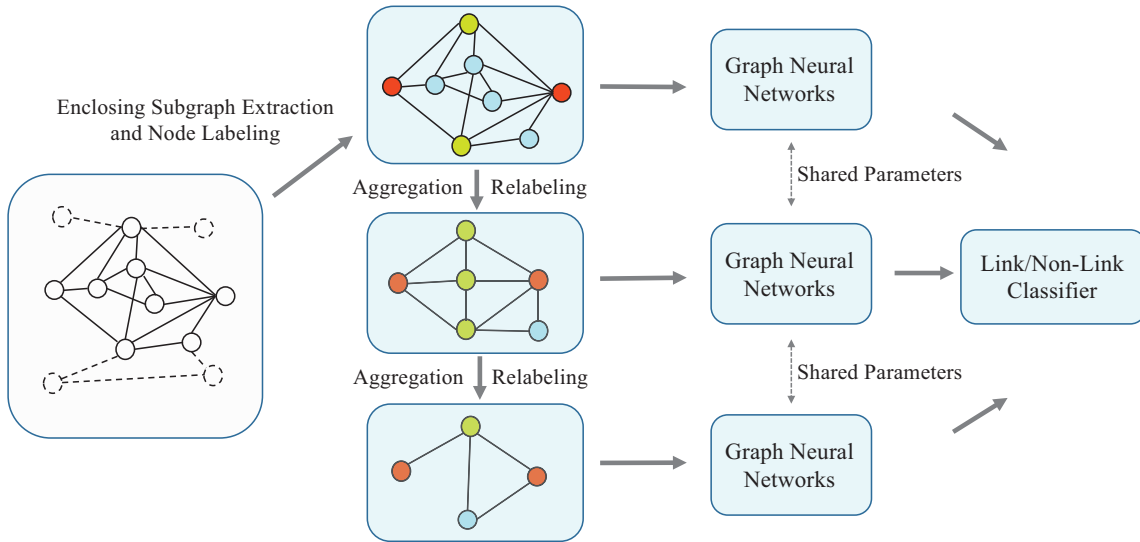 Enclosing Subgraph Extraction
and Node Labeling
Graph Neural
Networks
Aggregation Relabeling
Shared Parameters
Graph Neural
Networks
Link/Non-Link
Classifier
Aggregation Relabeling
Shared Parameters
Graph Neural
Networks